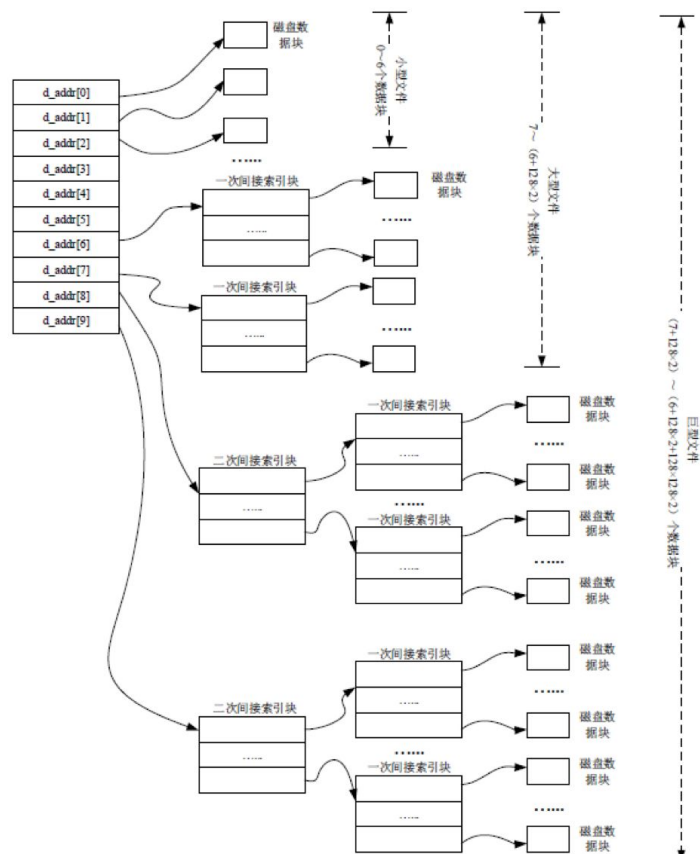 磁盘数
据块
d_addr[0]
d_addr[1]
d_addr[2]
d_addr[3]
d_addr[4]
d_addr[5]
d_addr[6]
d_addr[7]
d_addr[8]
d_addr[9]
…...
小型文件
0～6个数据块
一次间接索引块
…...
磁盘数
据块
…...
一次间接索引块
…...
…...
大型文件
7～（6+128×2）个数据块
二次间接索引块
…...
一次间接索引块
…...
磁盘数
据块
…...
磁盘数
据块
…...
一次间接索引块
…...
磁盘数
据块
…...
磁盘数
据块
二次间接索引块
…...
一次间接索引块
…...
磁盘数
据块
…...
磁盘数
据块
…...
一次间接索引块
…...
磁盘数
据块
…...
磁盘数
据块
巨型文件
（7+128×2）～（6+128×2+128×128×2）个数据块